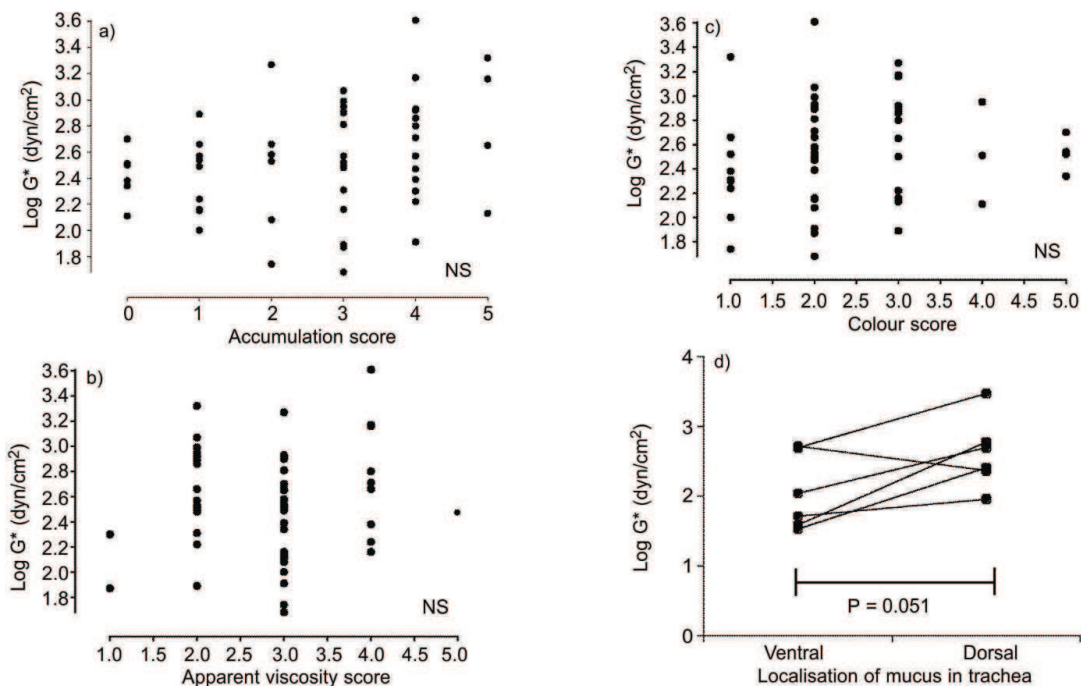 a)
Log G* (dyn/cm²)
3.6
3.4
3.2
3.0
2.8
2.6
2.4
2.2
2.0
1.8
NS
0 1 2 3 4 5
Accumulation score
b)
Log G* (dyn/cm²)
3.6
3.4
3.2
3.0
2.8
2.6
2.4
2.2
2.0
1.8
NS
1.0 1.5 2.0 2.5 3.0 3.5 4.0 4.5 5.0
Apparent viscosity score
c)
Log G* (dyn/cm²)
3.6
3.4
3.2
3.0
2.8
2.6
2.4
2.2
2.0
1.8
NS
1.0 1.5 2.0 2.5 3.0 3.5 4.0 4.5 5.0
Colour score
d)
Log G* (dyn/cm²)
4
3
2
1
0
P = 0.051
Ventral Dorsal
Localisation of mucus in trachea